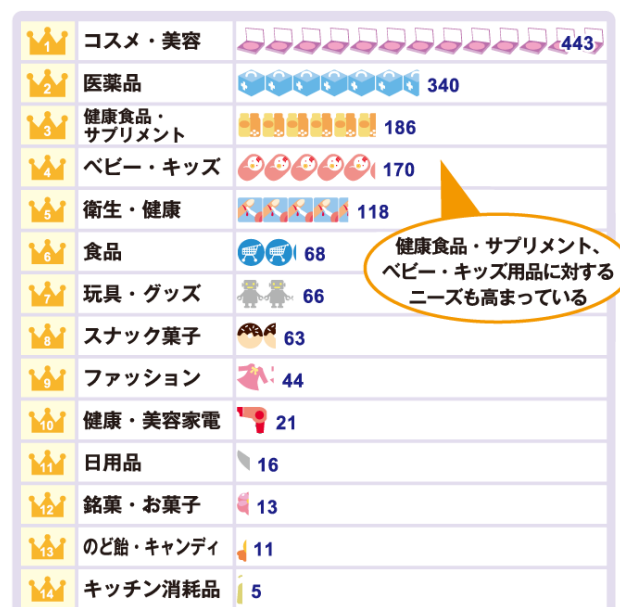 1 コスメ・美容 443
2 医薬品 340
3 健康食品・
サプリメント 186
4 ベビー・キッズ 170
5 衛生・健康 118
健康食品・サプリメント、
ベビー・キッズ用品に対する
ニーズも高まっている
6 食品 68
7 玩具・グッズ 66
8 スナック菓子 63
9 ファッション 44
10 健康・美容家電 21
11 日用品 16
12 銘菓・お菓子 13
13 のど飴・キャンディ 11
14 キッチン消耗品 5